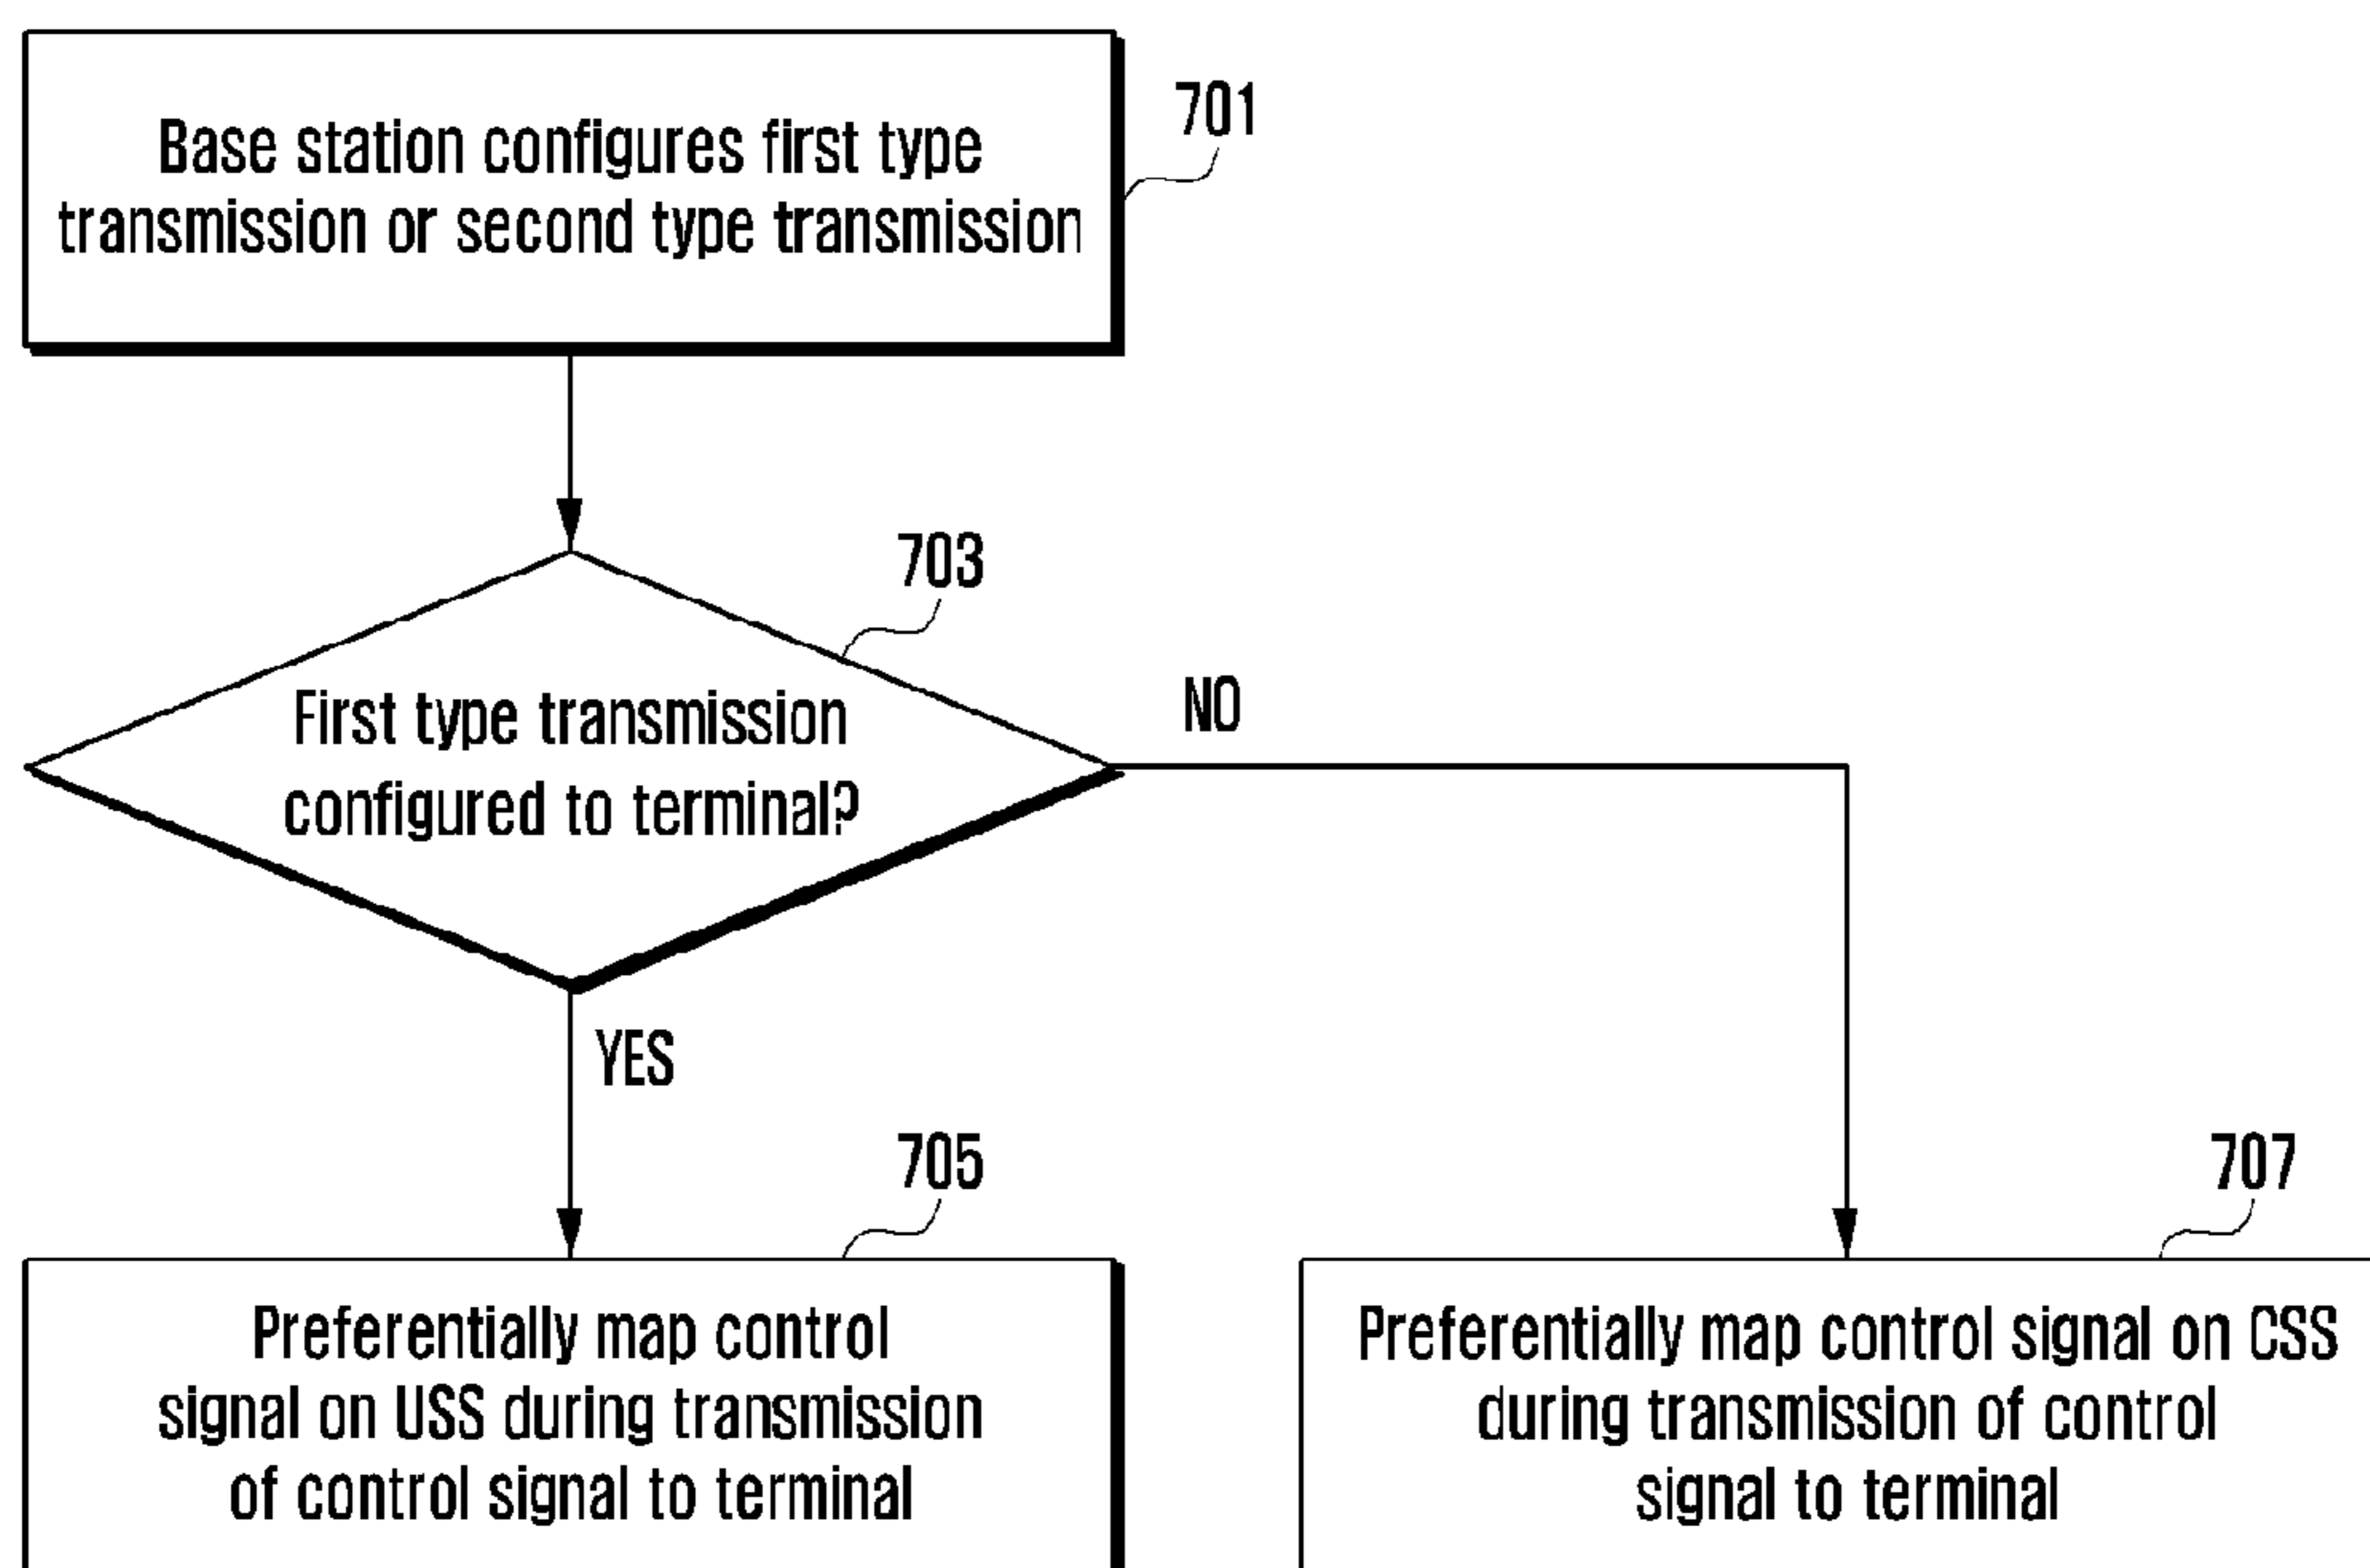 Base station configures first type
transmission or second type transmission
701
703
First type transmission
configured to terminal?
NO
YES
705
707
Preferentially map control
signal on USS during transmission
of control signal to terminal
Preferentially map control signal on CSS
during transmission of control
signal to terminal